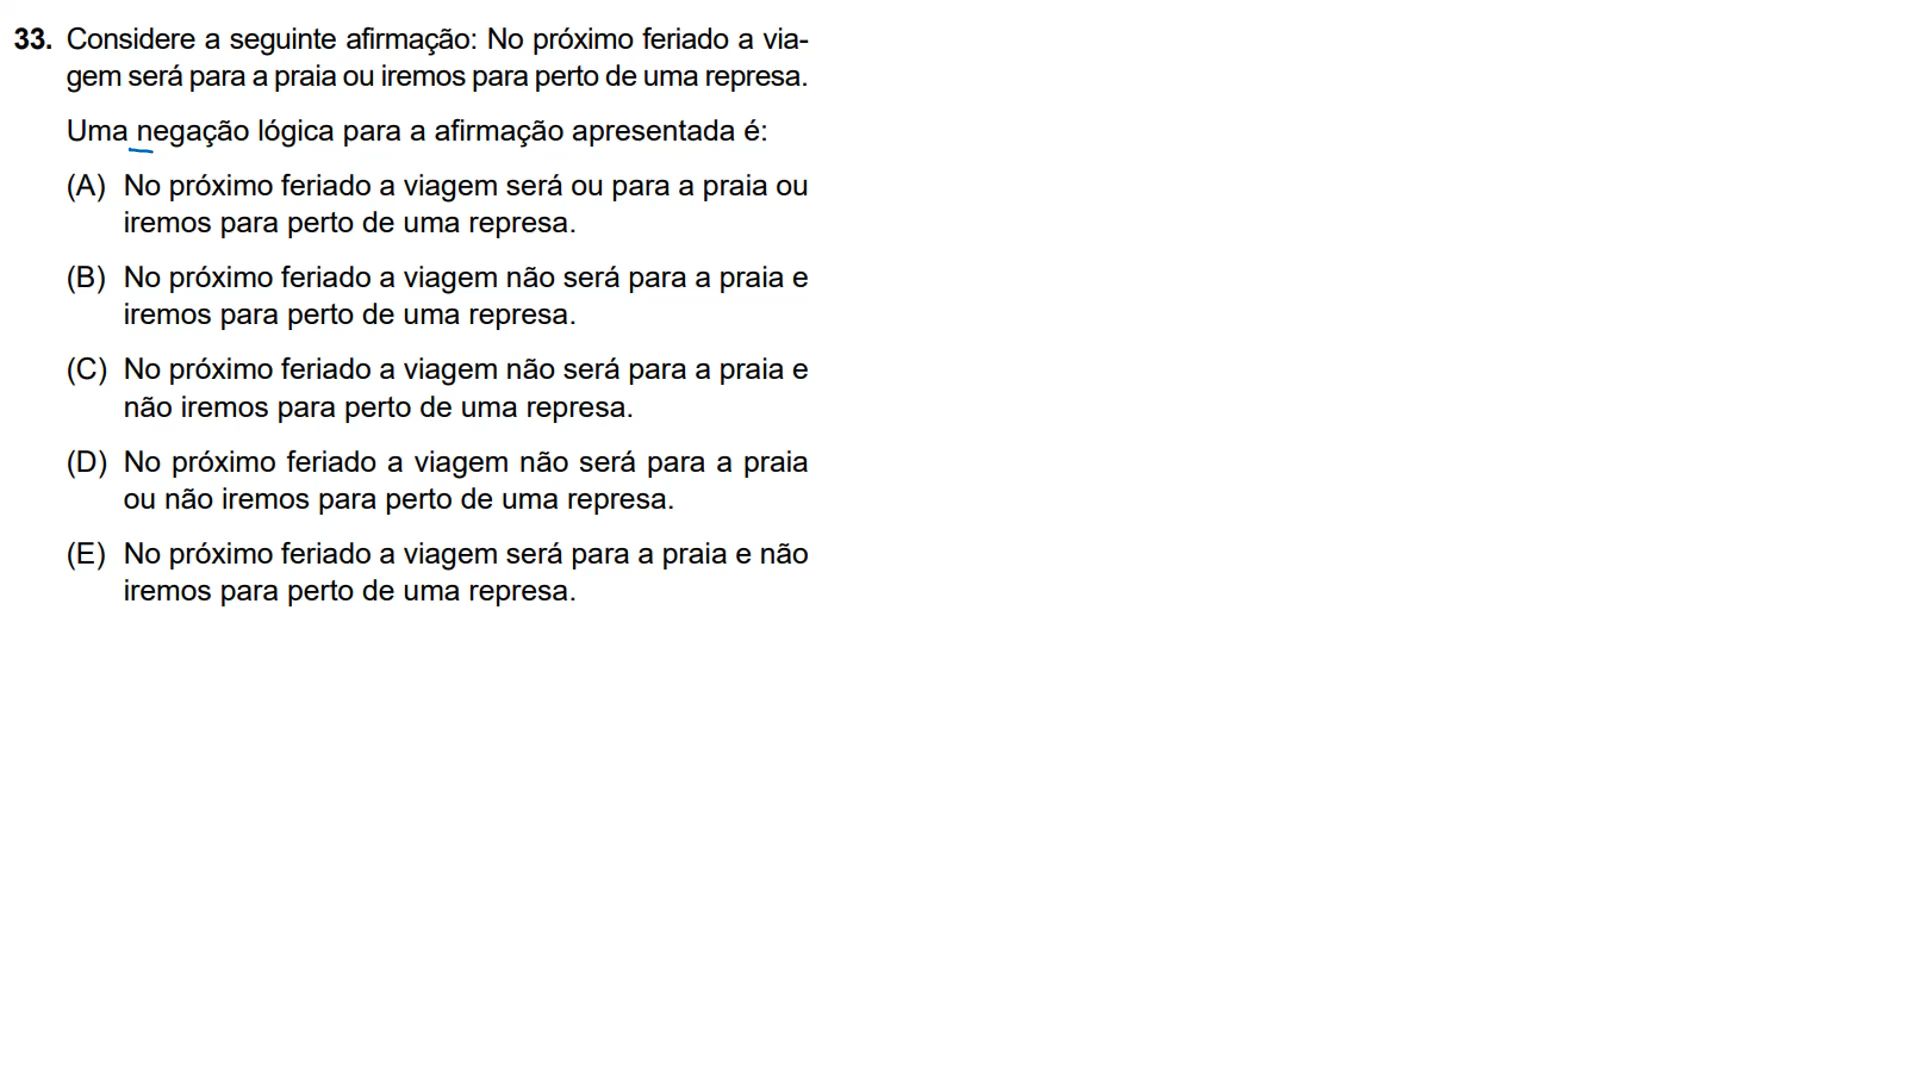 33. Considere a seguinte afirmação: No próximo feriado a via-
gem será para a praia ou iremos para perto de uma represa.
Uma negação lógica para a afirmação apresentada é:
(A) No próximo feriado a viagem será ou para a praia ou
iremos para perto de uma represa.
(B) No próximo feriado a viagem não será para a praia e
iremos para perto de uma represa.
(C) No próximo feriado a viagem não será para a praia e
não iremos para perto de uma represa.
(D) No próximo feriado a viagem não será para a praia
ou não iremos para perto de uma represa.
(E) No próximo feriado a viagem será para a praia e não
iremos para perto de uma represa.